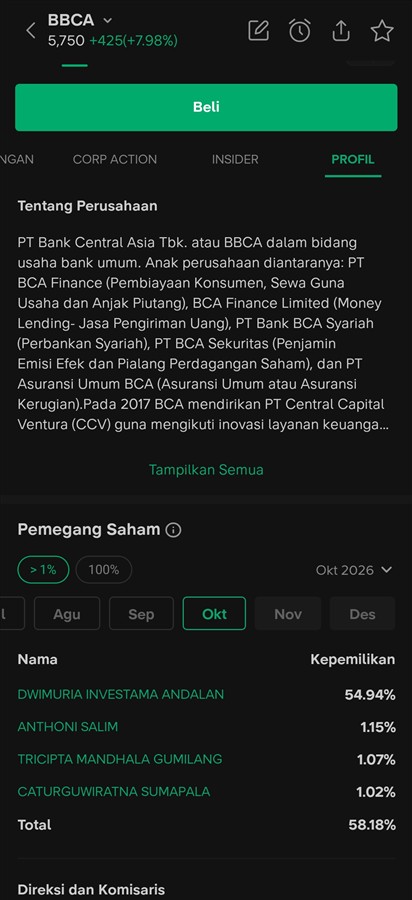 BBCA
5,750 +425(+7.98%)
Beli
NGAN CORP ACTION INSIDER PROFIL
Tentang Perusahaan
PT Bank Central Asia Tbk. atau BBCA dalam bidang
usaha bank umum. Anak perusahaan diantaranya: PT
BCA Finance (Pembiayaan Konsumen, Sewa Guna
Usaha dan Anjak Piutang), BCA Finance Limited (Money
Lending- Jasa Pengiriman Uang), PT Bank BCA Syariah
(Perbankan Syariah), PT BCA Sekuritas (Penjamin
Emisi Efek dan Pialang Perdagangan Saham), dan PT
Asuransi Umum BCA (Asuransi Umum atau Asuransi
Kerugian).Pada 2017 BCA mendirikan PT Central Capital
Ventura (CCV) guna mengikuti inovasi layanan keuanga...
Tampilkan Semua
Pemegang Saham
> 1% 100% Okt 2026
l Agu Sep Okt Nov Des
Nama Kepemilikan
DWIMURIA INVESTAMA ANDALAN 54.94%
ANTHONI SALIM 1.15%
TRICIPTA MANDHALA GUMILANG 1.07%
CATURGUWIRATNA SUMAPALA 1.02%
Total 58.18%
Direksi dan Komisaris